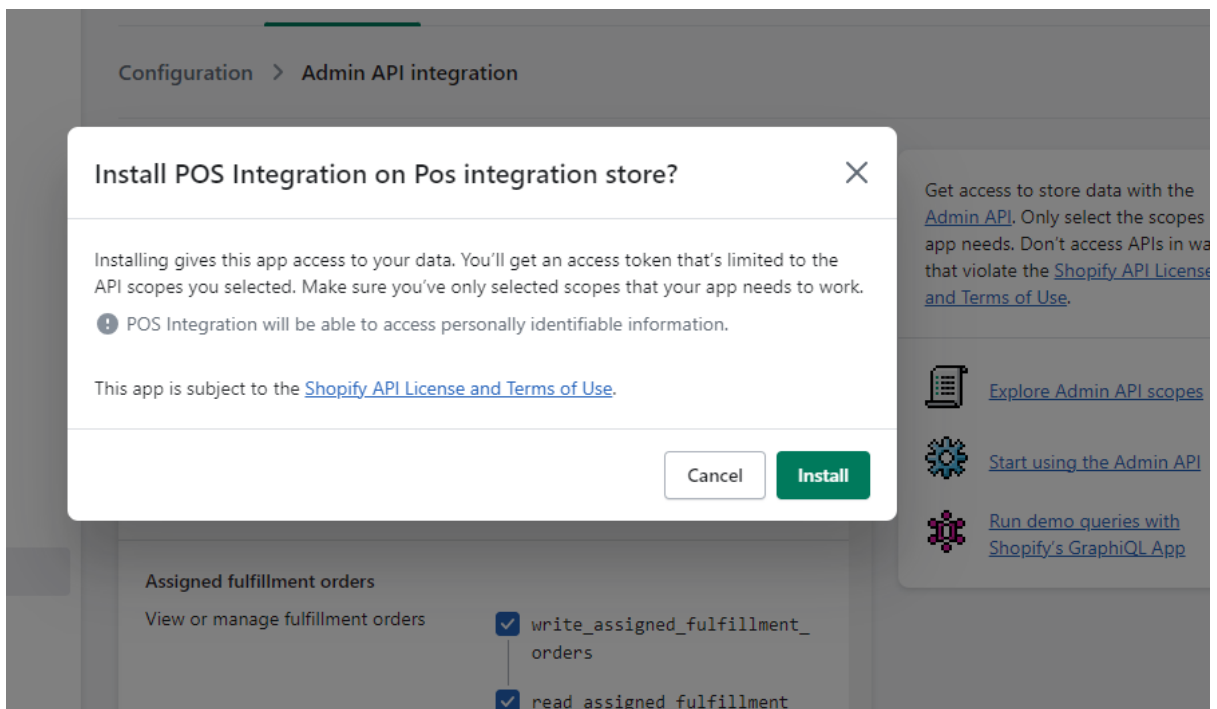 Configuration > Admin API integration
Install POS Integration on Pos integration store?
Installing gives this app access to your data. You'll get an access token that's limited to the
API scopes you selected. Make sure you've only selected scopes that your app needs to work.
POS Integration will be able to access personally identifiable information.
This app is subject to the Shopify API License and Terms of Use.
Cancel
Install
Get access to store data with the
Admin API. Only select the scopes
app needs. Don't access APIs in
that violate the Shopify API License
and Terms of Use.
Explore Admin API scopes
Start using the Admin API
Run demo queries with
Shopify's GraphiQL App
Assigned fulfillment orders
View or manage fulfillment orders
write_assigned_fulfillment_
orders
read_assigned_fulfillment